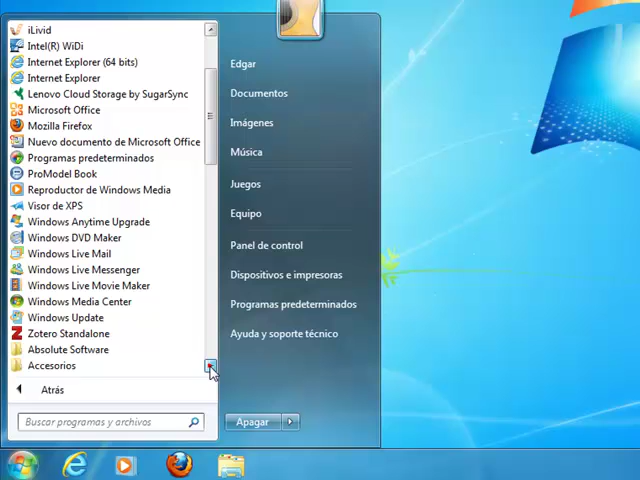 iLivid
Intel(R) WiDi
Internet Explorer (64 bits)
Internet Explorer
Lenovo Cloud Storage by SugarSync
Microsoft Office
Mozilla Firefox
Nuevo documento de Microsoft Office
Programas predeterminados
ProModel Book
Reproductor de Windows Media
Visor de XPS
Windows Anytime Upgrade
Windows DVD Maker
Windows Live Mail
Windows Live Messenger
Windows Live Movie Maker
Windows Media Center
Windows Update
Zotero Standalone
Absolute Software
Accesorios
Atrás
Buscar programas y archivos
Edgar
Documentos
Imágenes
Música
Juegos
Equipo
Panel de control
Dispositivos e impresoras
Programas predeterminados
Ayuda y soporte técnico
Apagar